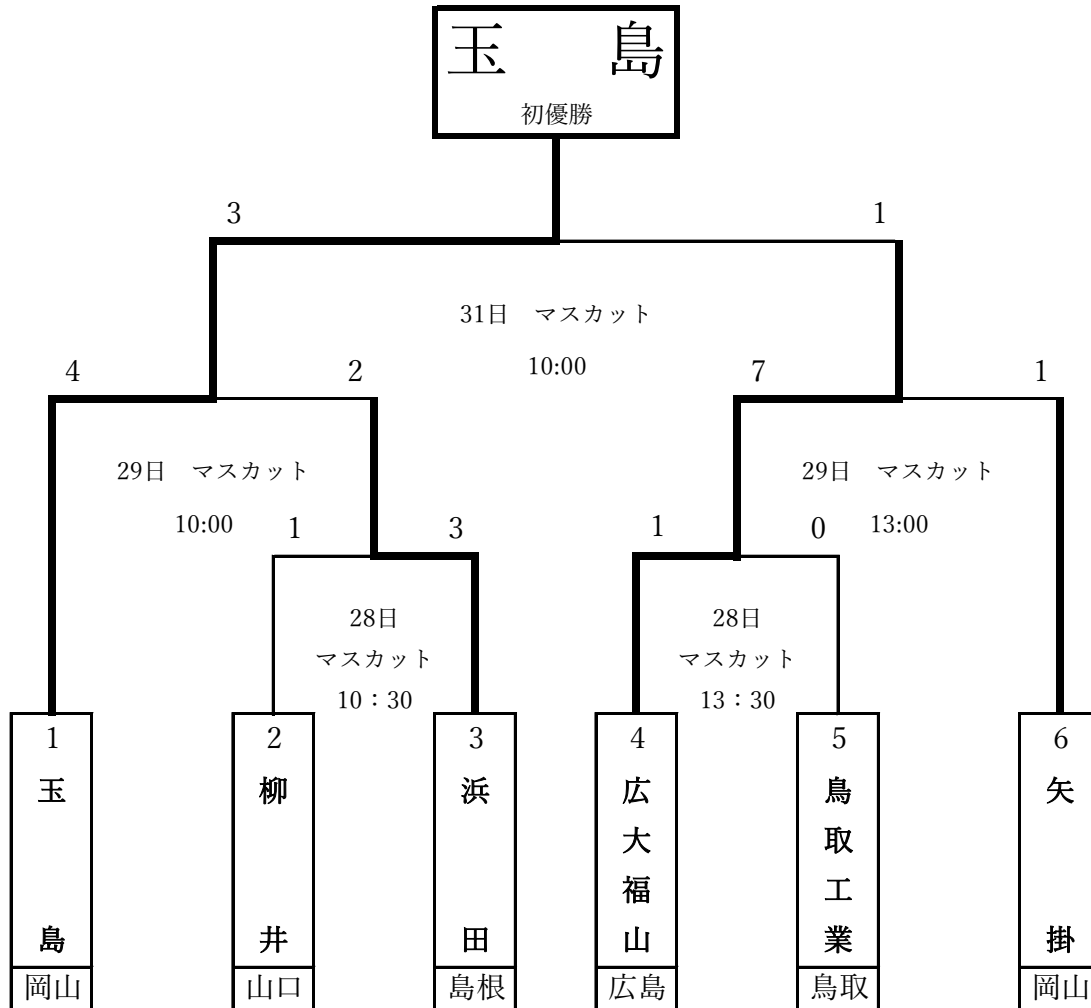 玉　島
初優勝
3
1
31日　マスカット
10:00
4
2
7
1
29日　マスカット
10:00
29日　マスカット
13:00
1
3
1
0
28日
マスカット
10：30
28日
マスカット
13：30
1
玉島
岡山
2
柳井
山口
3
浜田
島根
4
広大福山
広島
5
鳥取工業
鳥取
6
矢掛
岡山